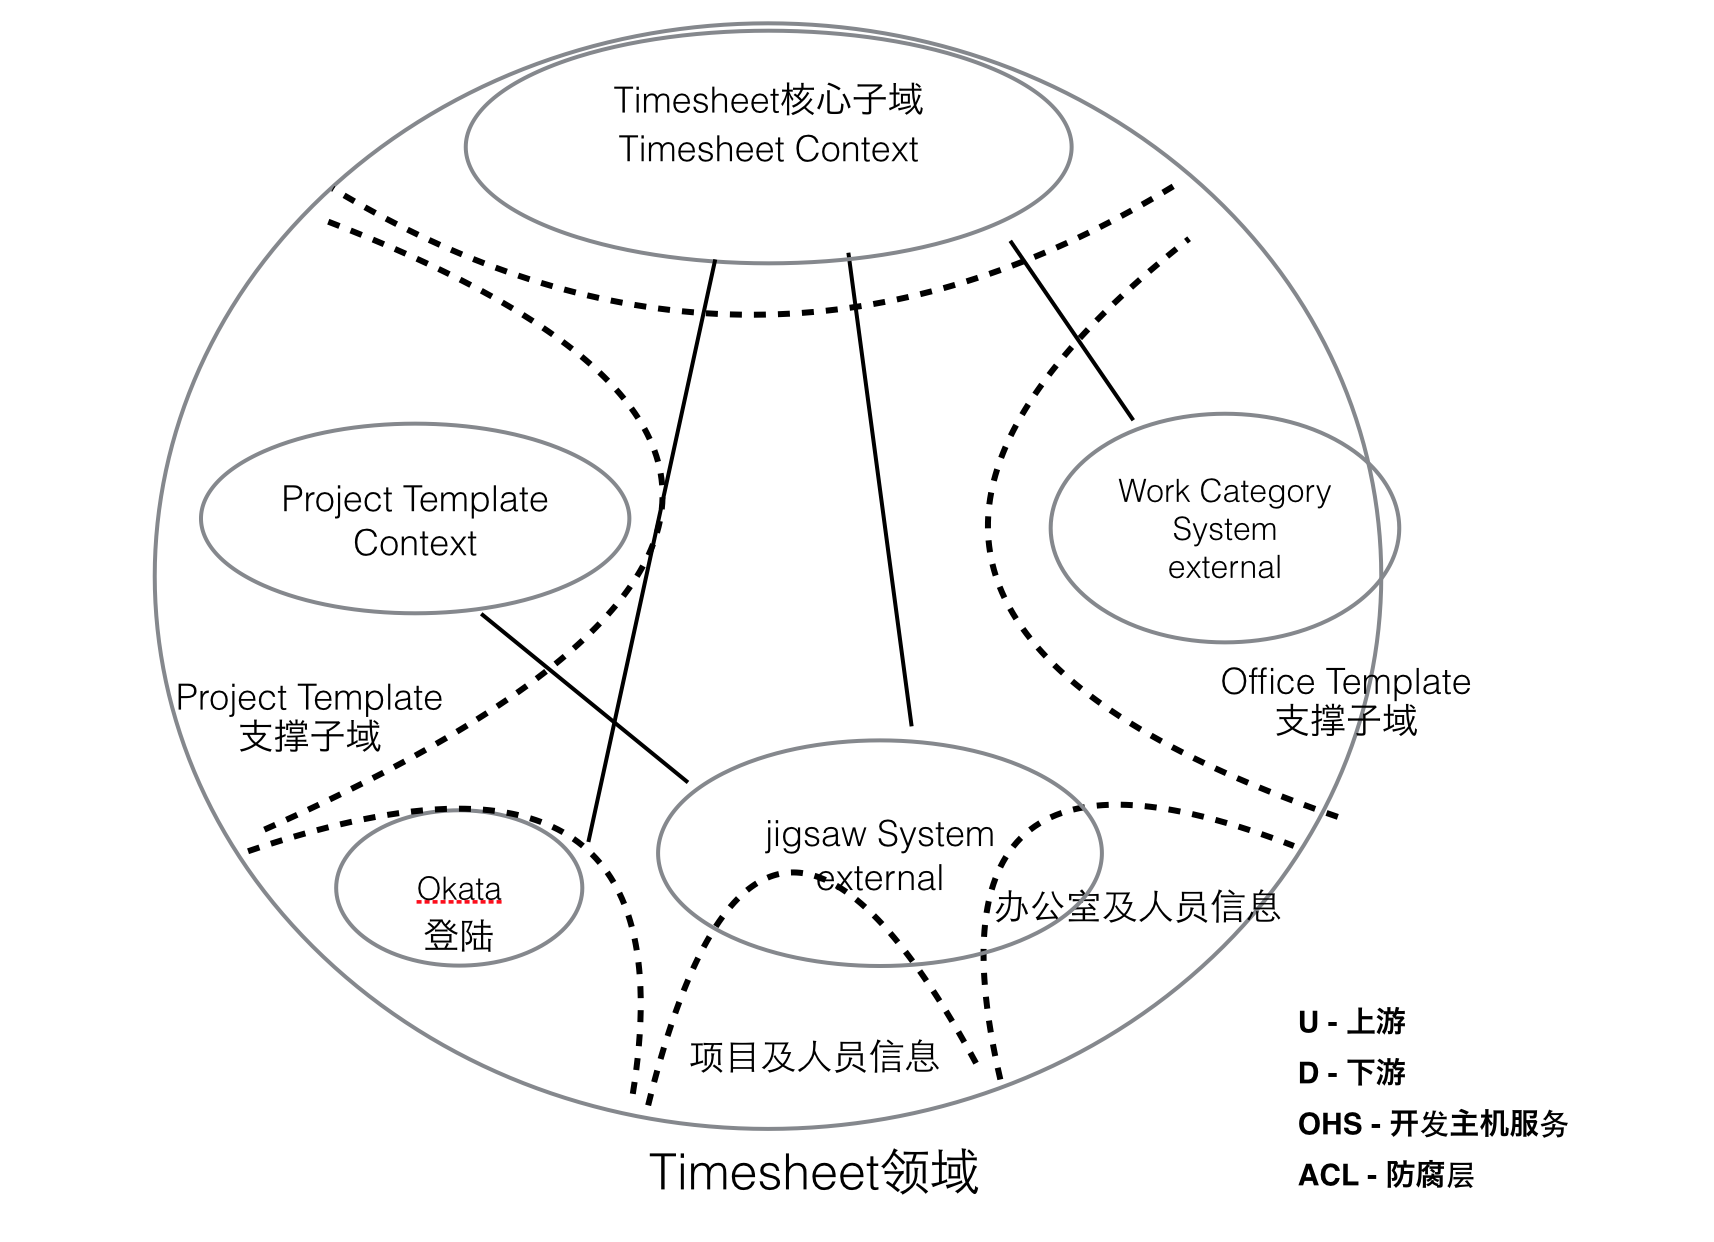 Timesheet核心子域
Timesheet Context
Project Template
Context
Work Category
System
external
Project Template
支撑子域
Office Template
支撑子域
jigsaw System
external
Okata
登陆
办公室及人员信息
项目及人员信息
U - 上游
D - 下游
OHS - 开发主机服务
ACL - 防腐层
Timesheet领域